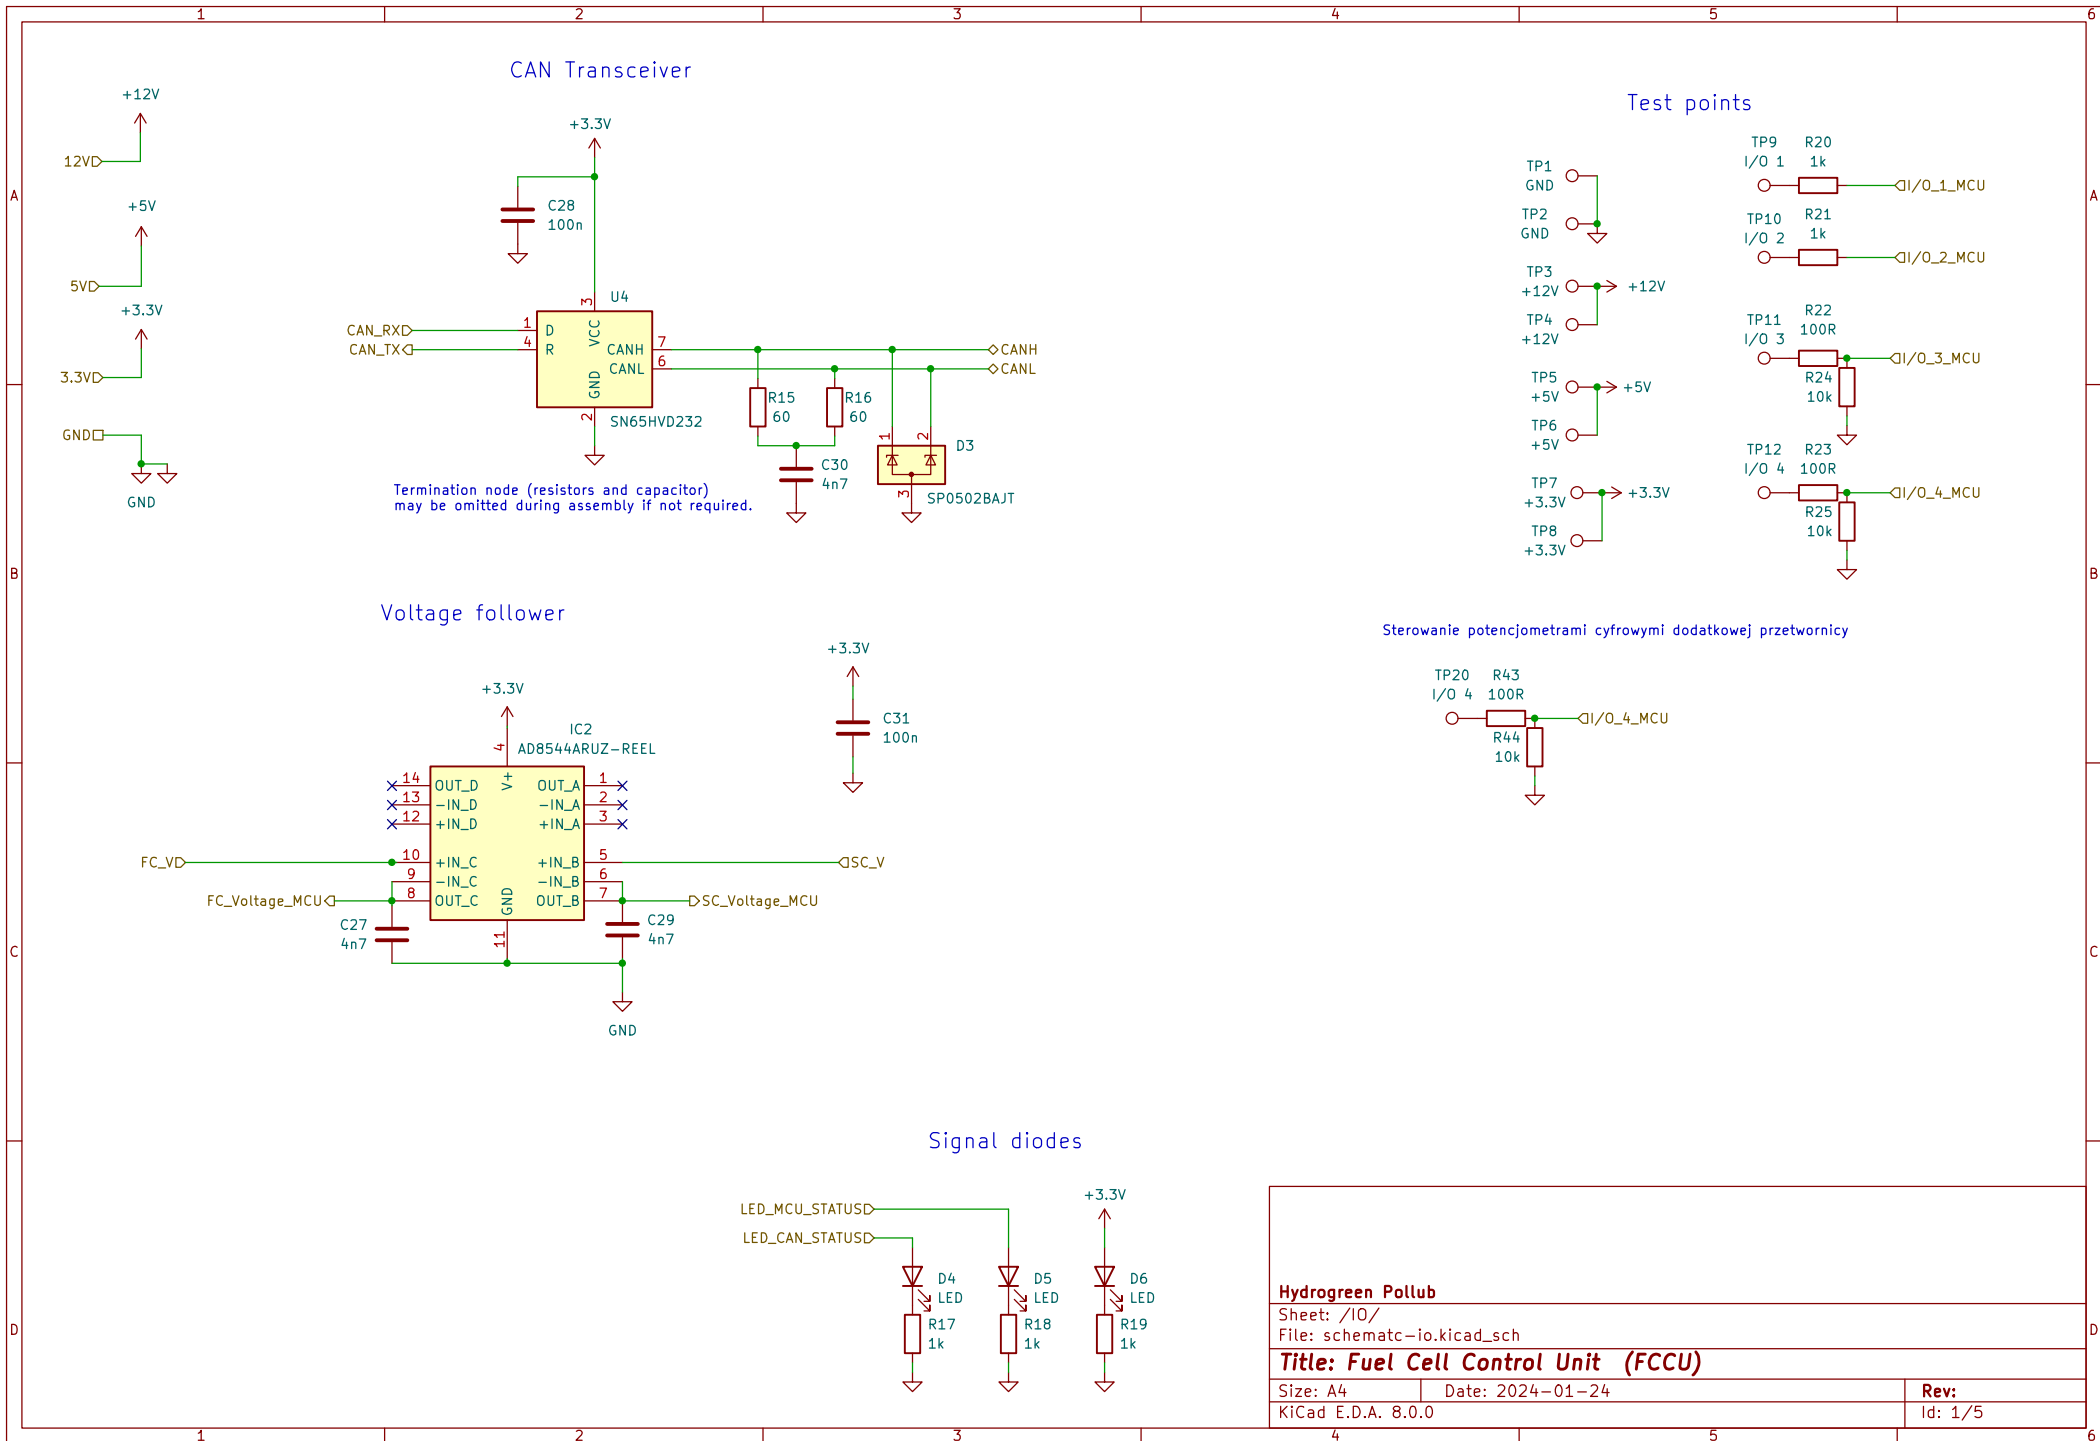 1 2 3 4 5 6
A
B
C
D
A
B
C
D
+12V
12V
+5V
5V
+3.3V
3.3V
GND
GND
CAN Transceiver
+3.3V
C28
100n
U4
3
VCC
CAN_RX
1
D
CAN_TX
4
R
CANH
7
CANL
6
GND
2
SN65HVD232
CANH
CANL
R15
60
R16
60
C30
4n7
1
2
3
D3
SP0502BAJT
Termination node (resistors and capacitor)
may be omitted during assembly if not required.
Test points
TP1
GND
TP2
GND
TP3
+12V
+12V
TP4
+12V
TP5
+5V
+5V
TP6
+5V
TP7
+3.3V
+3.3V
TP8
+3.3V
TP9
I/O 1
R20
1k
I/O_1_MCU
TP10
I/O 2
R21
1k
I/O_2_MCU
TP11
I/O 3
R22
100R
I/O_3_MCU
R24
10k
TP12
I/O 4
R23
100R
I/O_4_MCU
R25
10k
Sterowanie potencjometrami cyfrowymi dodatkowej przetwornicy
TP20
I/O 4
R43
100R
I/O_4_MCU
R44
10k
Voltage follower
+3.3V
IC2
AD8544ARUZ-REEL
4
V+
14 OUT_D
13 -IN_D
12 +IN_D
10 +IN_C
9 -IN_C
8 OUT_C
OUT_A 1
-IN_A 2
+IN_A 3
+IN_B 5
-IN_B 6
OUT_B 7
GND
11
FC_V
FC_Voltage_MCU
SC_V
SC_Voltage_MCU
C27
4n7
C29
4n7
GND
+3.3V
C31
100n
Signal diodes
LED_MCU_STATUS
LED_CAN_STATUS
+3.3V
D4
LED
R17
1k
D5
LED
R18
1k
D6
LED
R19
1k
Hydrogreen Pollub
Sheet: /IO/
File: schematc-io.kicad_sch
Title: Fuel Cell Control Unit (FCCU)
Size: A4
Date: 2024-01-24
Rev:
KiCad E.D.A. 8.0.0
Id: 1/5
1 2 3 4 5 6